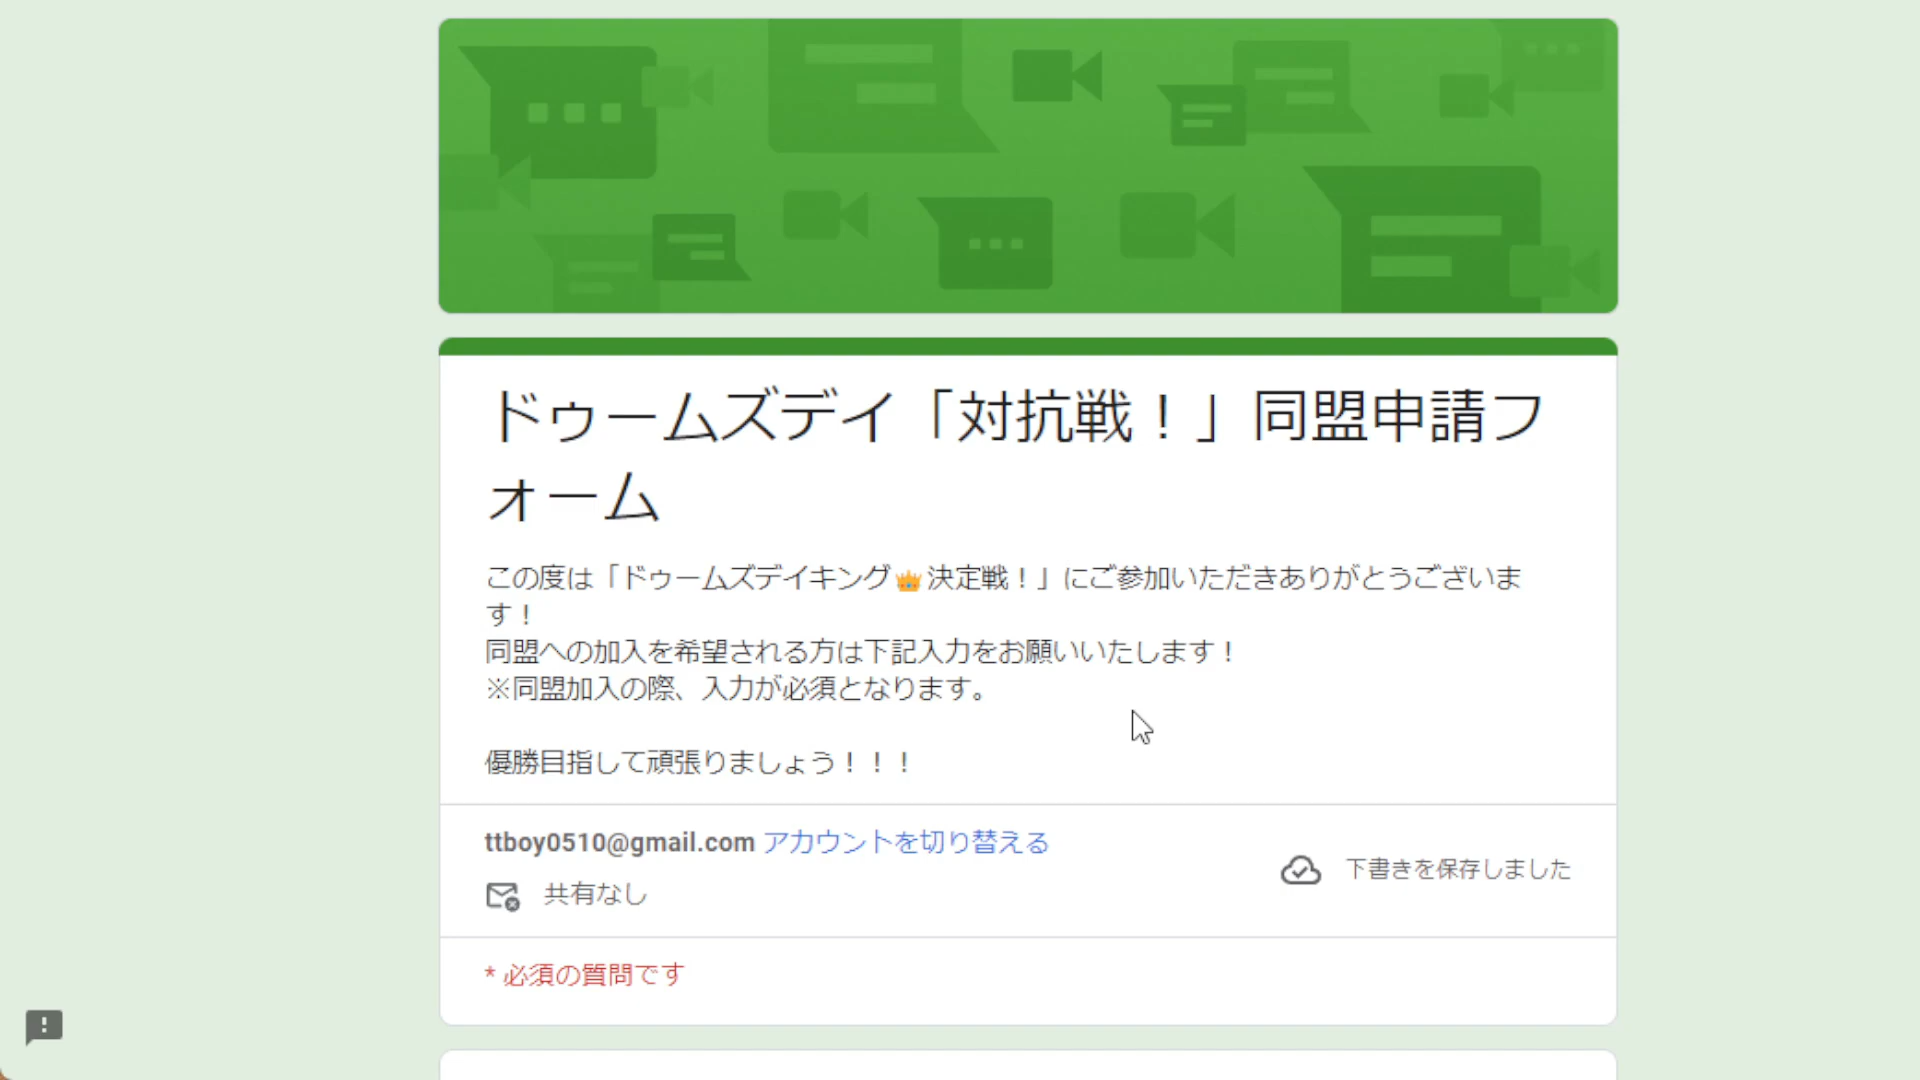 ドゥームズデイ「対抗戦！」同盟申請フ
ォーム
この度は「ドゥームズデイキング👑決定戦！」にご参加いただきありがとうございま
す！
同盟への加入を希望される方は下記入力をお願いいたします！
※同盟加入の際、入力が必須となります。
優勝目指して頑張りましょう！！！
ttboy0510@gmail.com アカウントを切り替える
下書きを保存しました
共有なし
* 必須の質問です